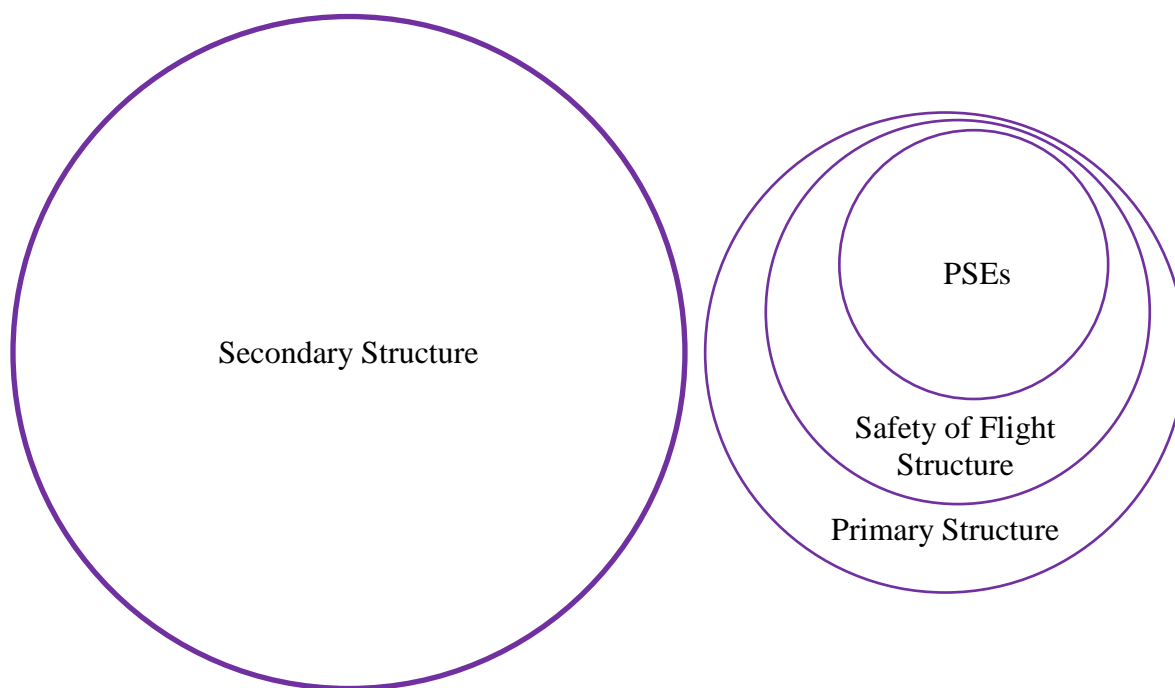 PSEs
Secondary Structure
Safety of Flight
Structure
Primary Structure